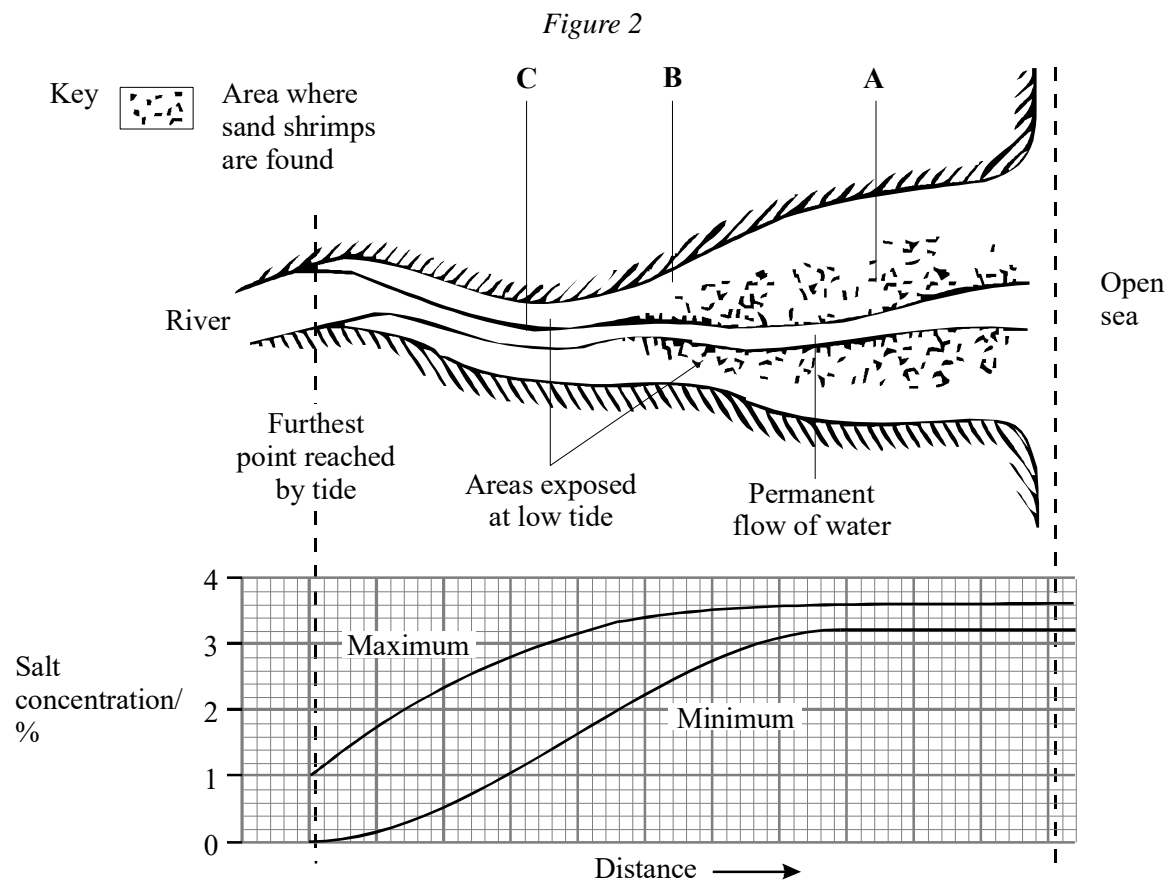 Figure 2
Key
Area where
sand shrimps
are found
C
B
A
River
Open
sea
Furthest
point reached
by tide
Areas exposed
at low tide
Permanent
flow of water
Salt
concentration/
%
4
3
2
1
0
Maximum
Minimum
Distance